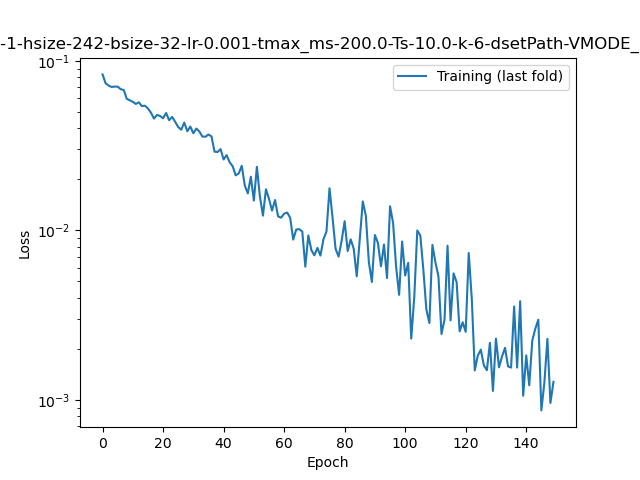 -1-hsize-242-bsize-32-lr-0.001-tmax_ms-200.0-Ts-10.0-k-6-dsetPath-VMODE_
Training (last fold)
10⁻¹
10⁻²
10⁻³
Loss
0 20 40 60 80 100 120 140
Epoch